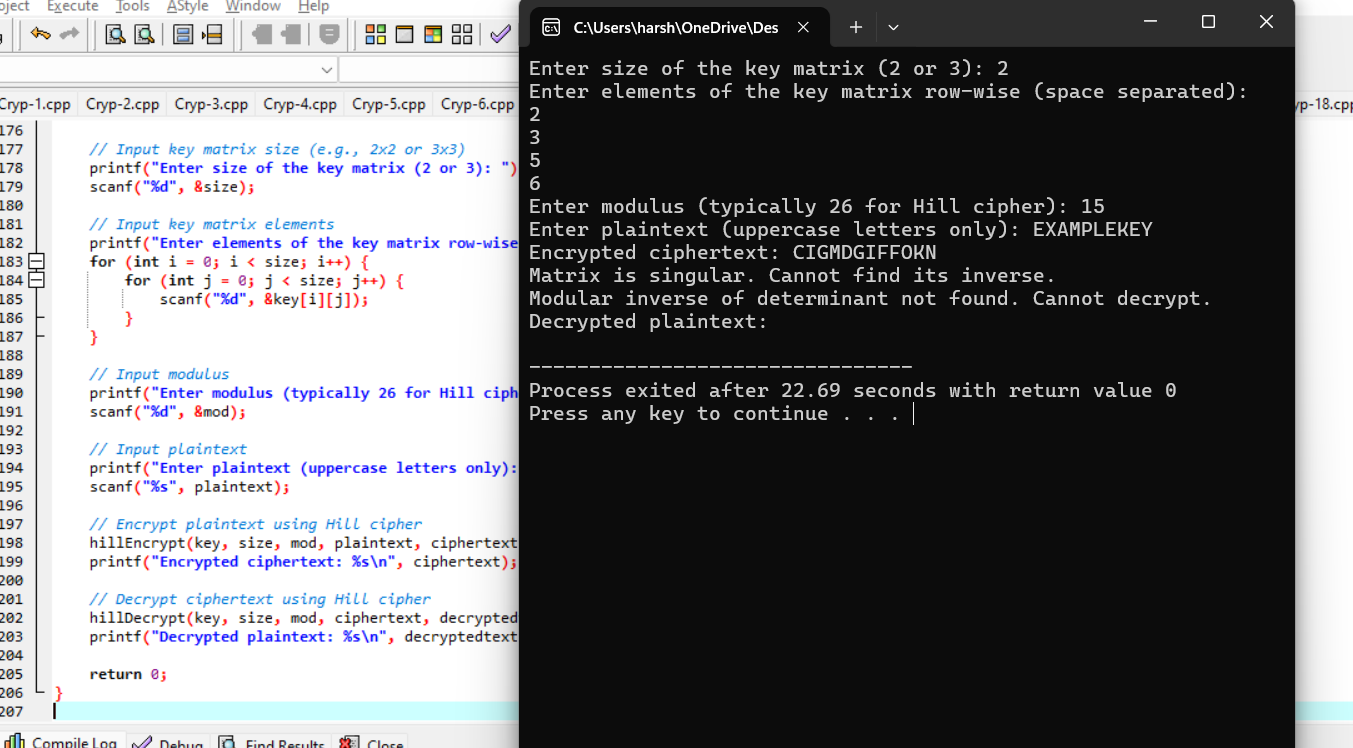 oject Execute Tools AStyle Window Help
C:\Users\harsh\OneDrive\Des
Cryp-1.cpp Cryp-2.cpp Cryp-3.cpp Cryp-4.cpp Cryp-5.cpp Cryp-6.cpp
yp-18.cpp
176
177 // Input key matrix size (e.g., 2x2 or 3x3)
178 printf("Enter size of the key matrix (2 or 3): ")
179 scanf("%d", &size);
180
181 // Input key matrix elements
182 printf("Enter elements of the key matrix row-wise
183 for (int i = 0; i < size; i++) {
184 for (int j = 0; j < size; j++) {
185 scanf("%d", &key[i][j]);
186 }
187 }
188
189 // Input modulus
190 printf("Enter modulus (typically 26 for Hill ciph
191 scanf("%d", &mod);
192
193 // Input plaintext
194 printf("Enter plaintext (uppercase letters only):
195 scanf("%s", plaintext);
196
197 // Encrypt plaintext using Hill cipher
198 hillEncrypt(key, size, mod, plaintext, ciphertext
199 printf("Encrypted ciphertext: %s\n", ciphertext);
200
201 // Decrypt ciphertext using Hill cipher
202 hillDecrypt(key, size, mod, ciphertext, decrypted
203 printf("Decrypted plaintext: %s\n", decryptedtext
204
205 return 0;
206 }
207
Compile Log Debug Find Results Close
Enter size of the key matrix (2 or 3): 2
Enter elements of the key matrix row-wise (space separated):
2
3
5
6
Enter modulus (typically 26 for Hill cipher): 15
Enter plaintext (uppercase letters only): EXAMPLEKEY
Encrypted ciphertext: CIGMDGIFFOKN
Matrix is singular. Cannot find its inverse.
Modular inverse of determinant not found. Cannot decrypt.
Decrypted plaintext:
--------------------------------
Process exited after 22.69 seconds with return value 0
Press any key to continue . . .